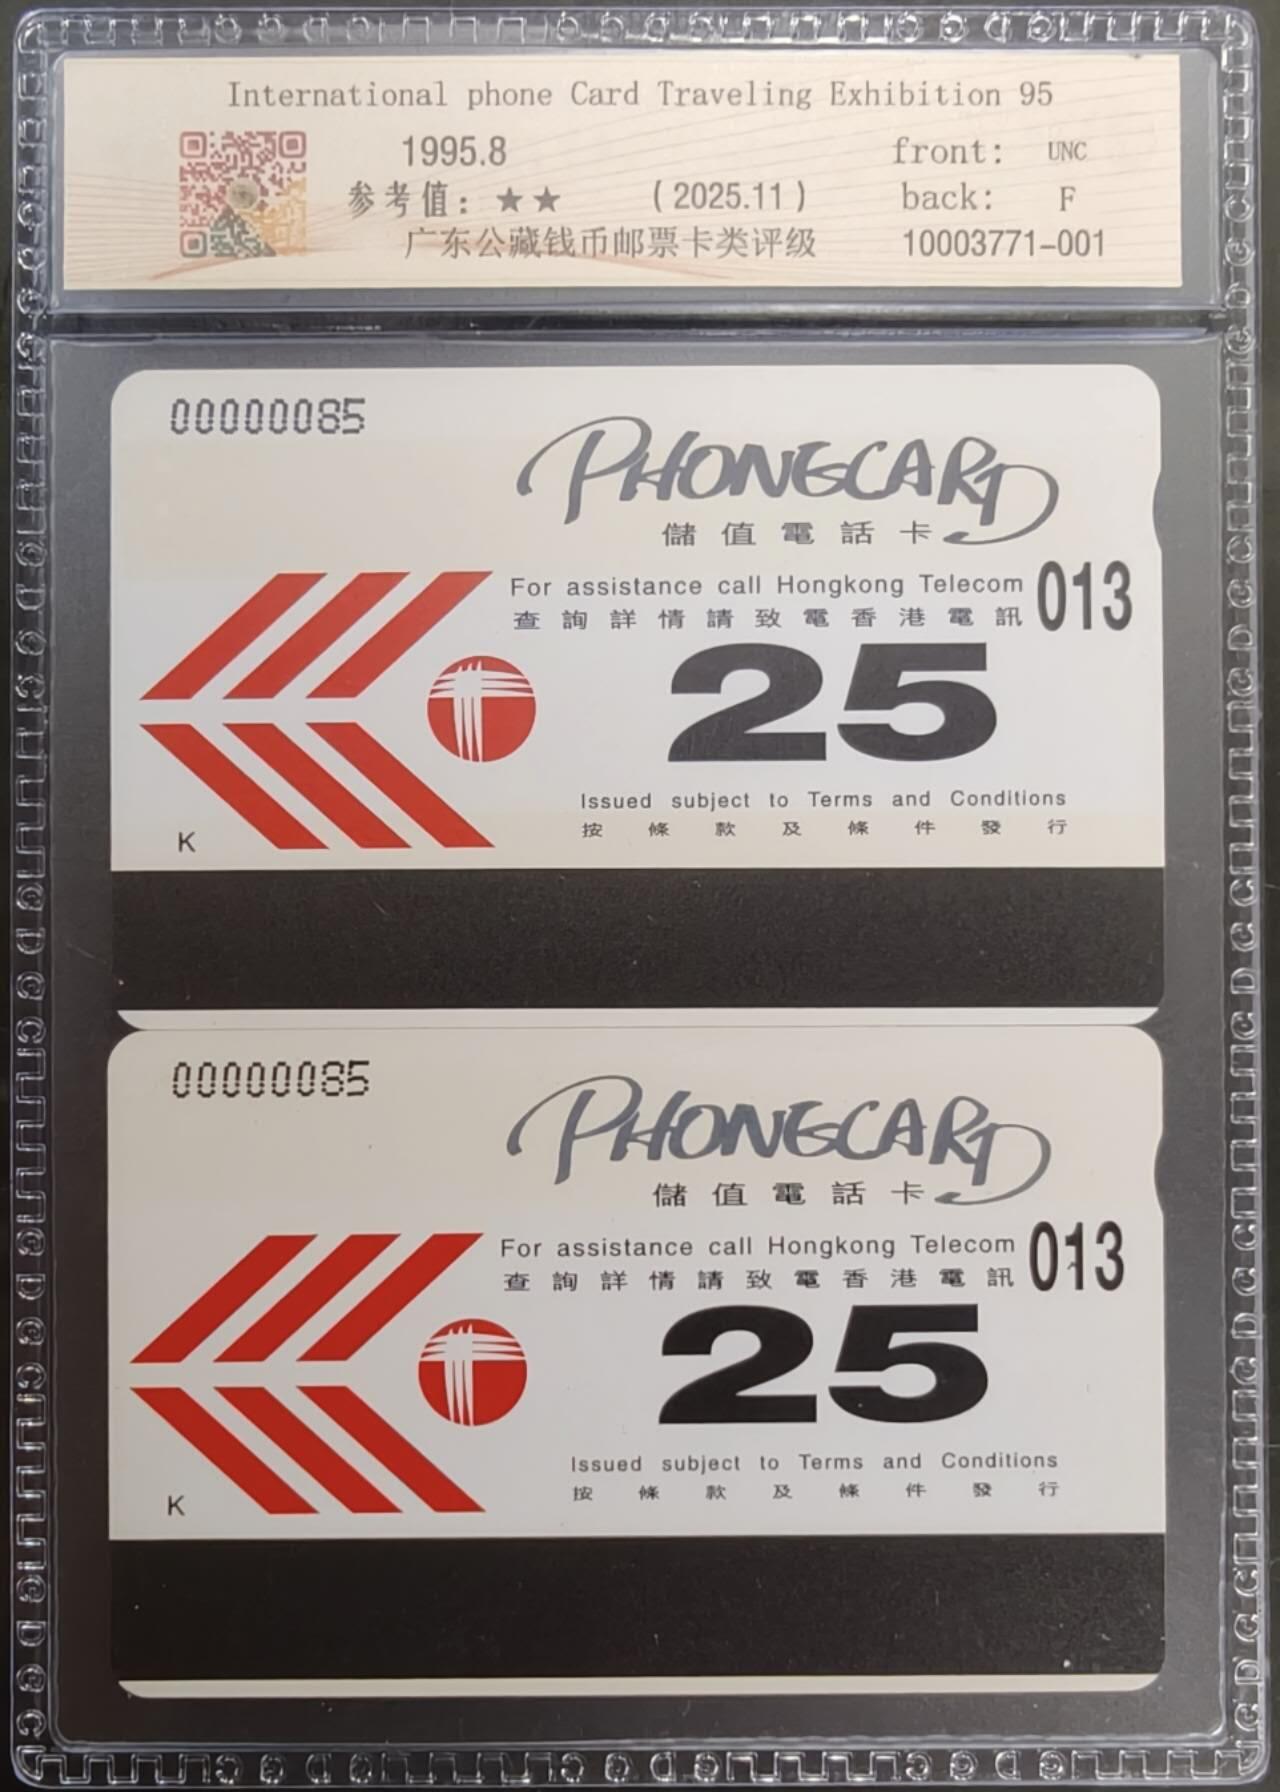 International phone Card Traveling Exhibition 95
1995.8
front: UNC
参考值：★★ （2025.11）
back: F
广东公藏钱币邮票卡类评级
10003771-001
00000085
PHONECARD
儲值電話卡
For assistance call Hongkong Telecom 013
查詢詳情請致電香港電訊
25
Issued subject to Terms and Conditions
按條款及條件發行
K
00000085
PHONECARD
儲值電話卡
For assistance call Hongkong Telecom 013
查詢詳情請致電香港電訊
25
Issued subject to Terms and Conditions
按條款及條件發行
K